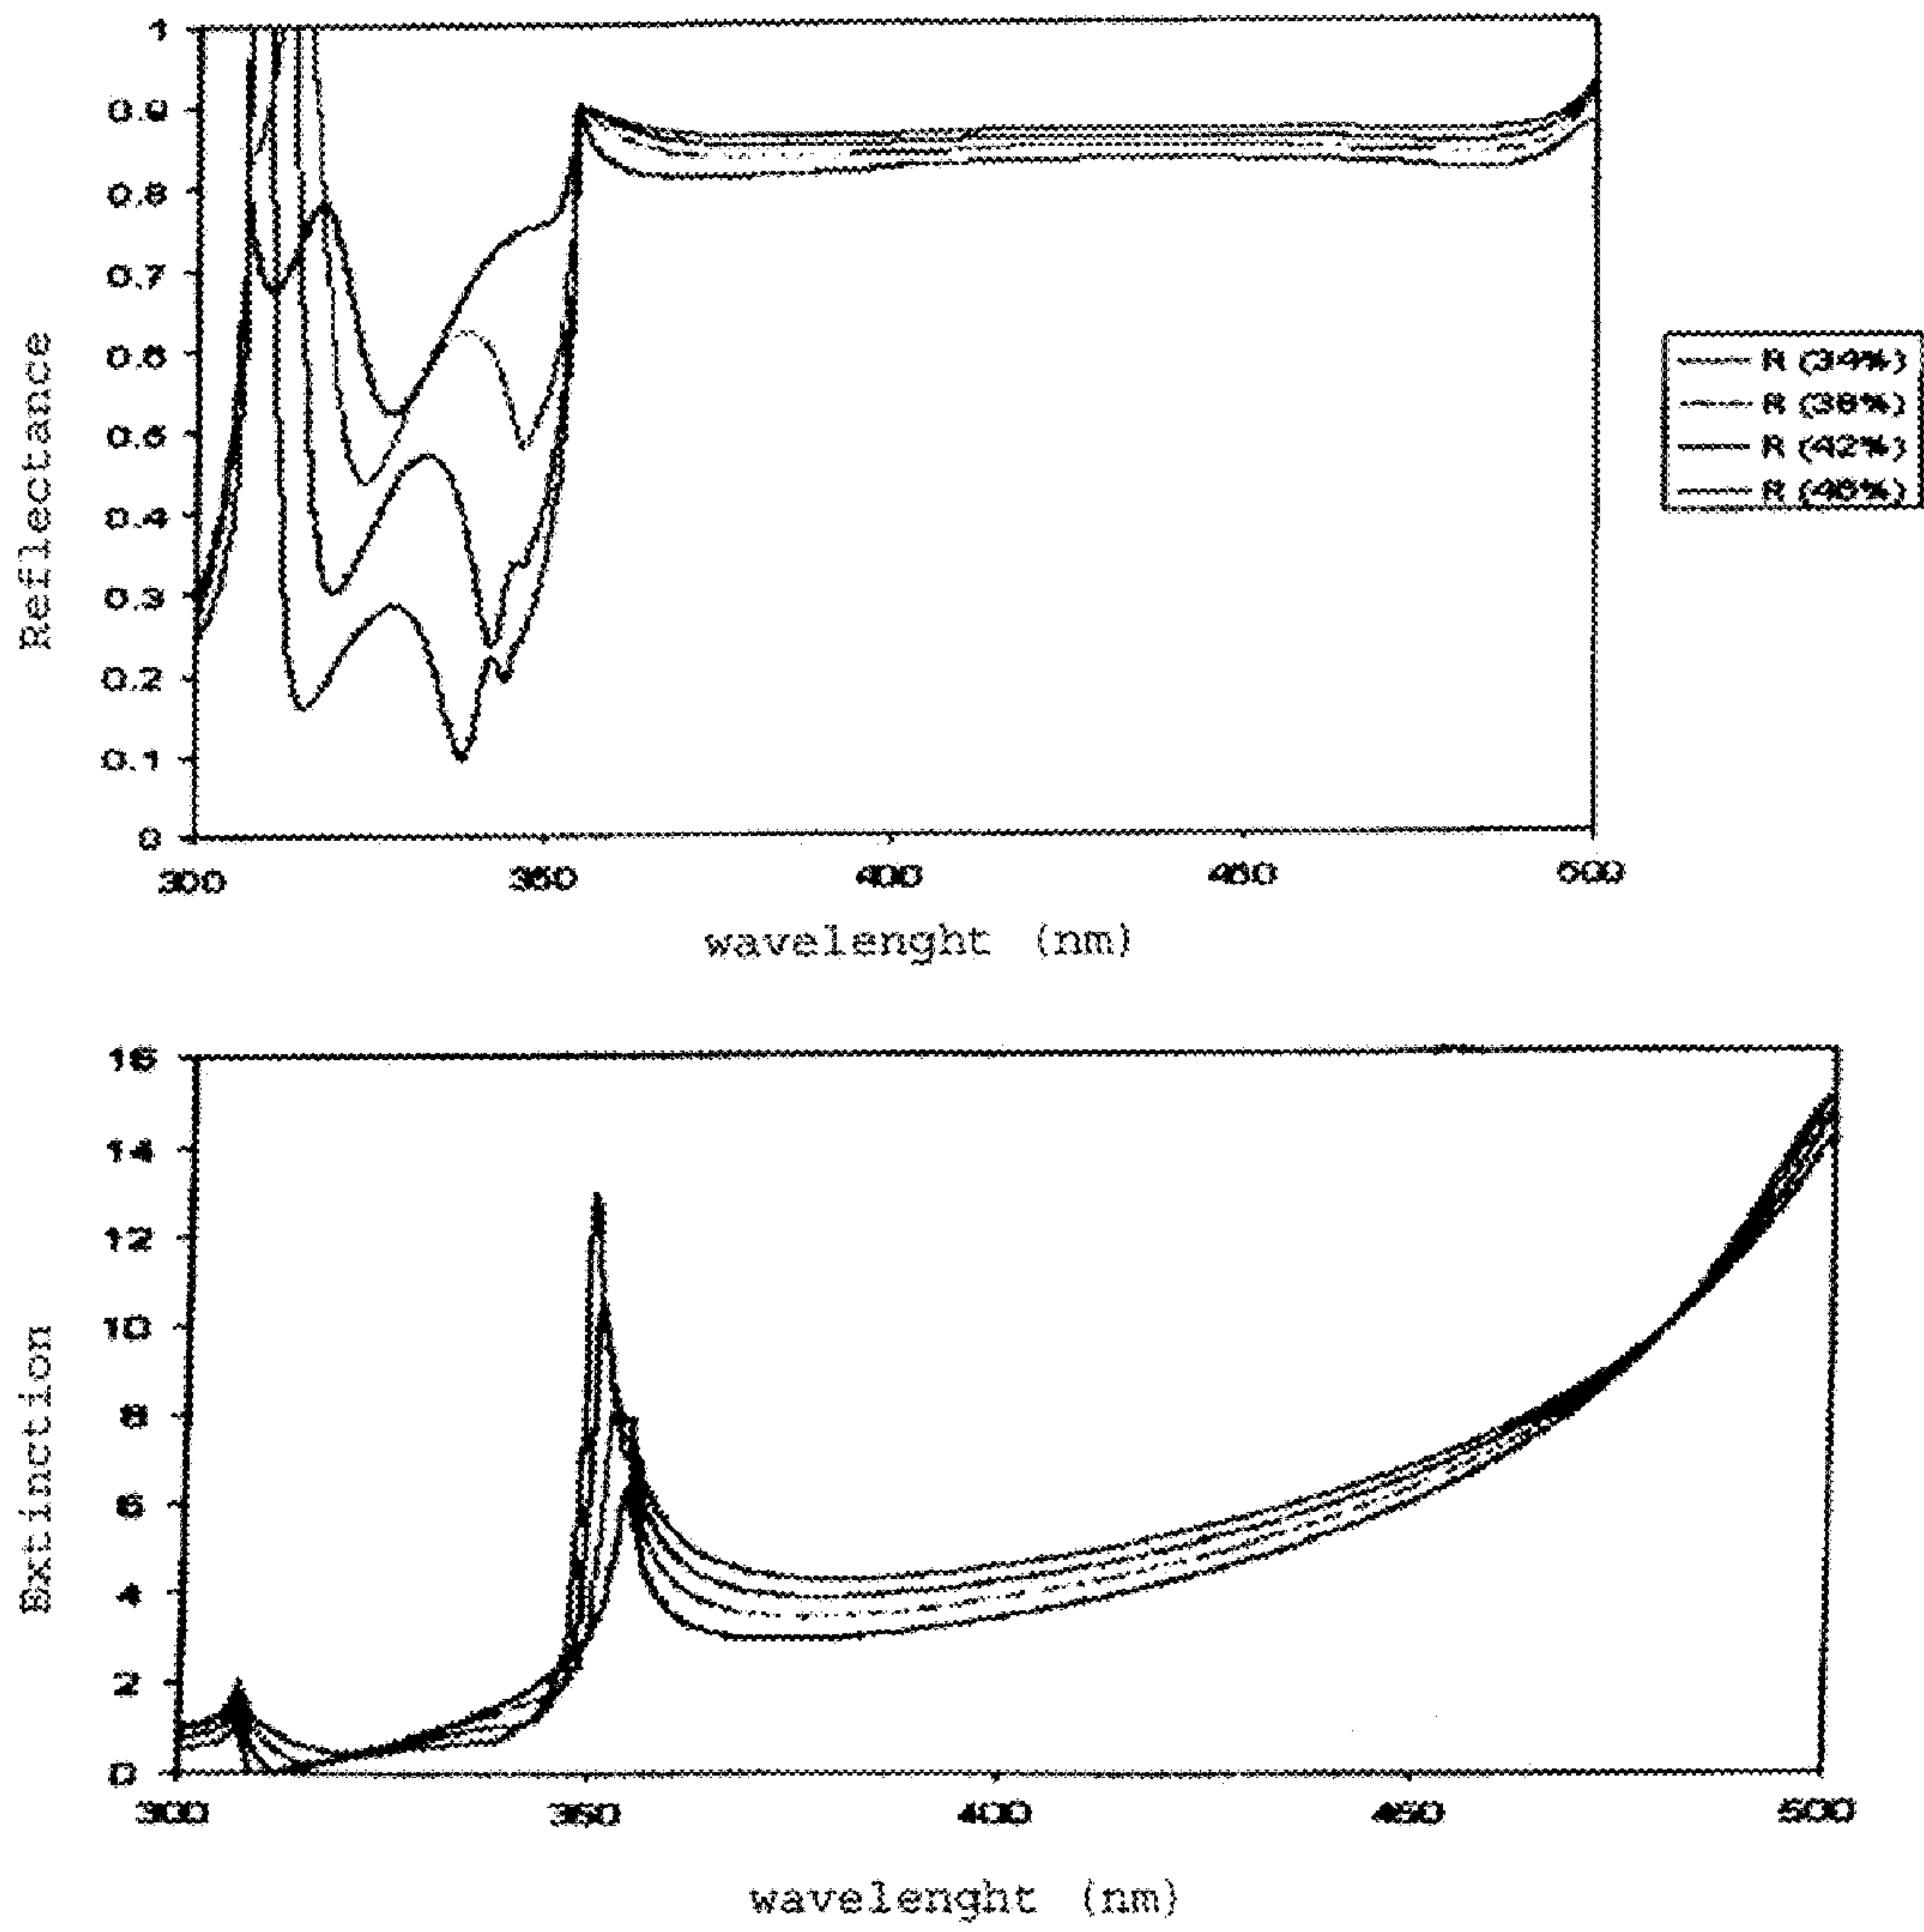 1
0.9
0.8
0.7
0.6
0.5
0.4
0.3
0.2
0.1
0
Reflectance
300 350 400 450 500
wavelenght (nm)
R (34%)
R (38%)
R (42%)
R (46%)
16
14
12
10
8
6
4
2
0
Extinction
300 350 400 450 500
wavelenght (nm)